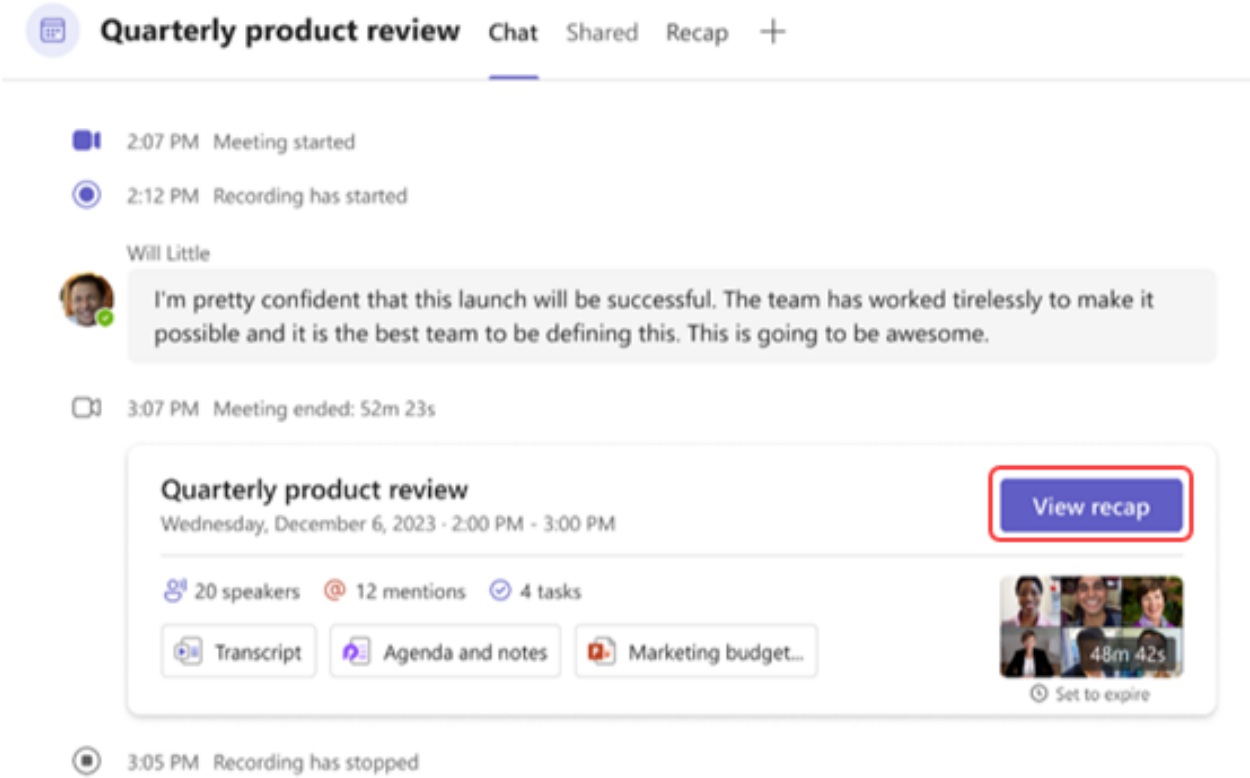 Quarterly product review Chat Shared Recap +
2:07 PM Meeting started
2:12 PM Recording has started
Will Little
I'm pretty confident that this launch will be successful. The team has worked tirelessly to make it
possible and it is the best team to be defining this. This is going to be awesome.
3:07 PM Meeting ended: 52m 23s
Quarterly product review
View recap
Wednesday, December 6, 2023 · 2:00 PM - 3:00 PM
20 speakers @ 12 mentions 4 tasks
Transcript Agenda and notes Marketing budget...
48m 42s
Set to expire
3:05 PM Recording has stopped